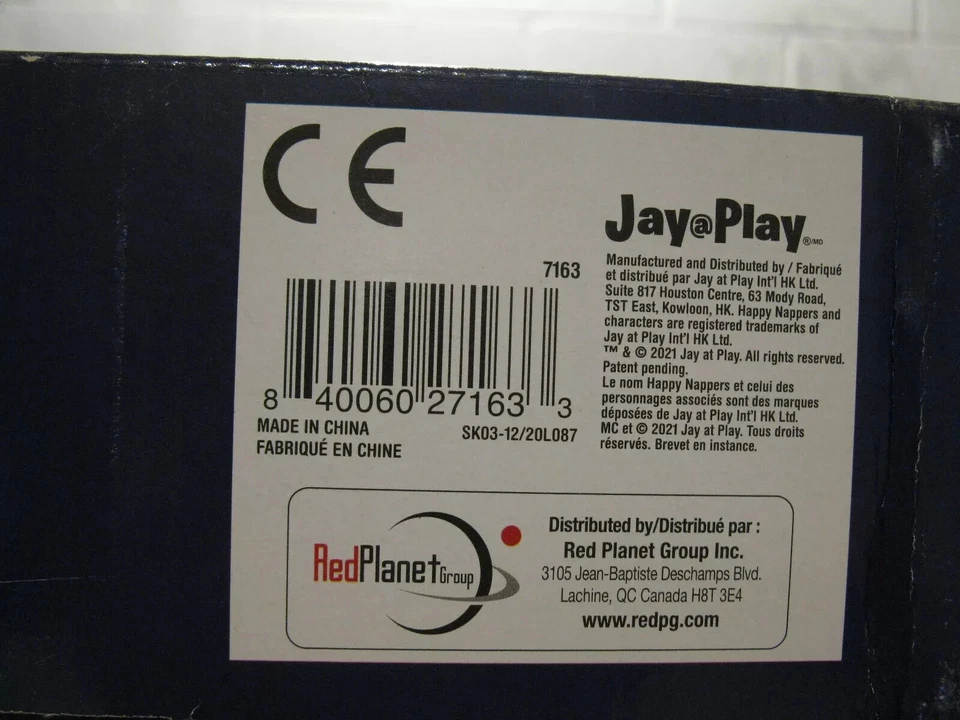 CE
Jay@Play®/MD
Manufactured and Distributed by / Fabriqué
et distribué par Jay at Play Int'l HK Ltd.
Suite 817 Houston Centre, 63 Mody Road,
TST East, Kowloon, HK. Happy Nappers and
characters are registered trademarks of
Jay at Play Int'l HK Ltd.
™ & © 2021 Jay at Play. All rights reserved.
Patent pending.
Le nom Happy Nappers et celui des
personnages associés sont des marques
déposées de Jay at Play Int'l HK Ltd.
MC et © 2021 Jay at Play. Tous droits
réservés. Brevet en instance.
7163
8 40060 27163 3
MADE IN CHINA
FABRIQUÉ EN CHINE
SK03-12/20L087
RedPlanet Group
Distributed by/Distribué par :
Red Planet Group Inc.
3105 Jean-Baptiste Deschamps Blvd.
Lachine, QC Canada H8T 3E4
www.redpg.com